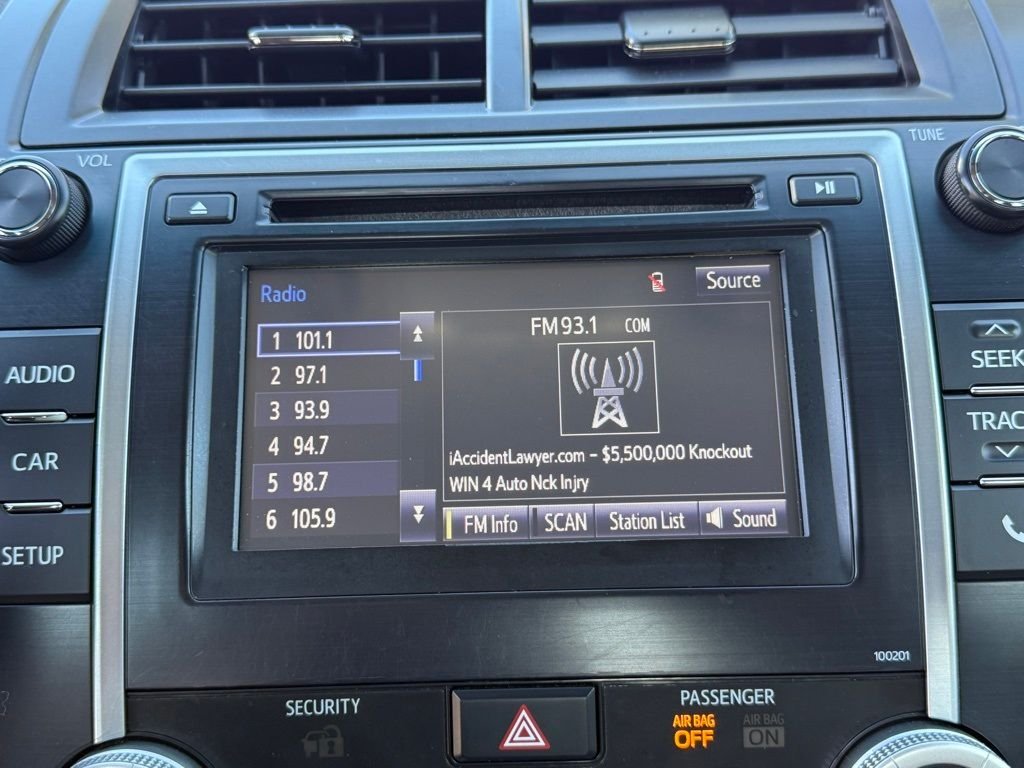 VOL
TUNE
Radio
Source
1 101.1
2 97.1
3 93.9
4 94.7
5 98.7
6 105.9
FM 93.1 COM
iAccidentLawyer.com - $5,500,000 Knockout
WIN 4 Auto Nck Injry
FM Info
SCAN
Station List
Sound
AUDIO
CAR
SETUP
SEEK
TRAC
100201
SECURITY
PASSENGER
AIR BAG
OFF
AIR BAG
ON